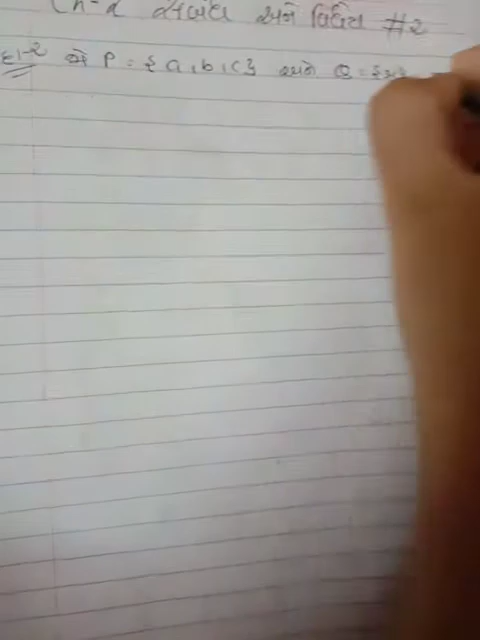 Ch-2 સંબંધ અને વિધેય #2
દા-2 જો P = {a, b, c} અને Q = {x}